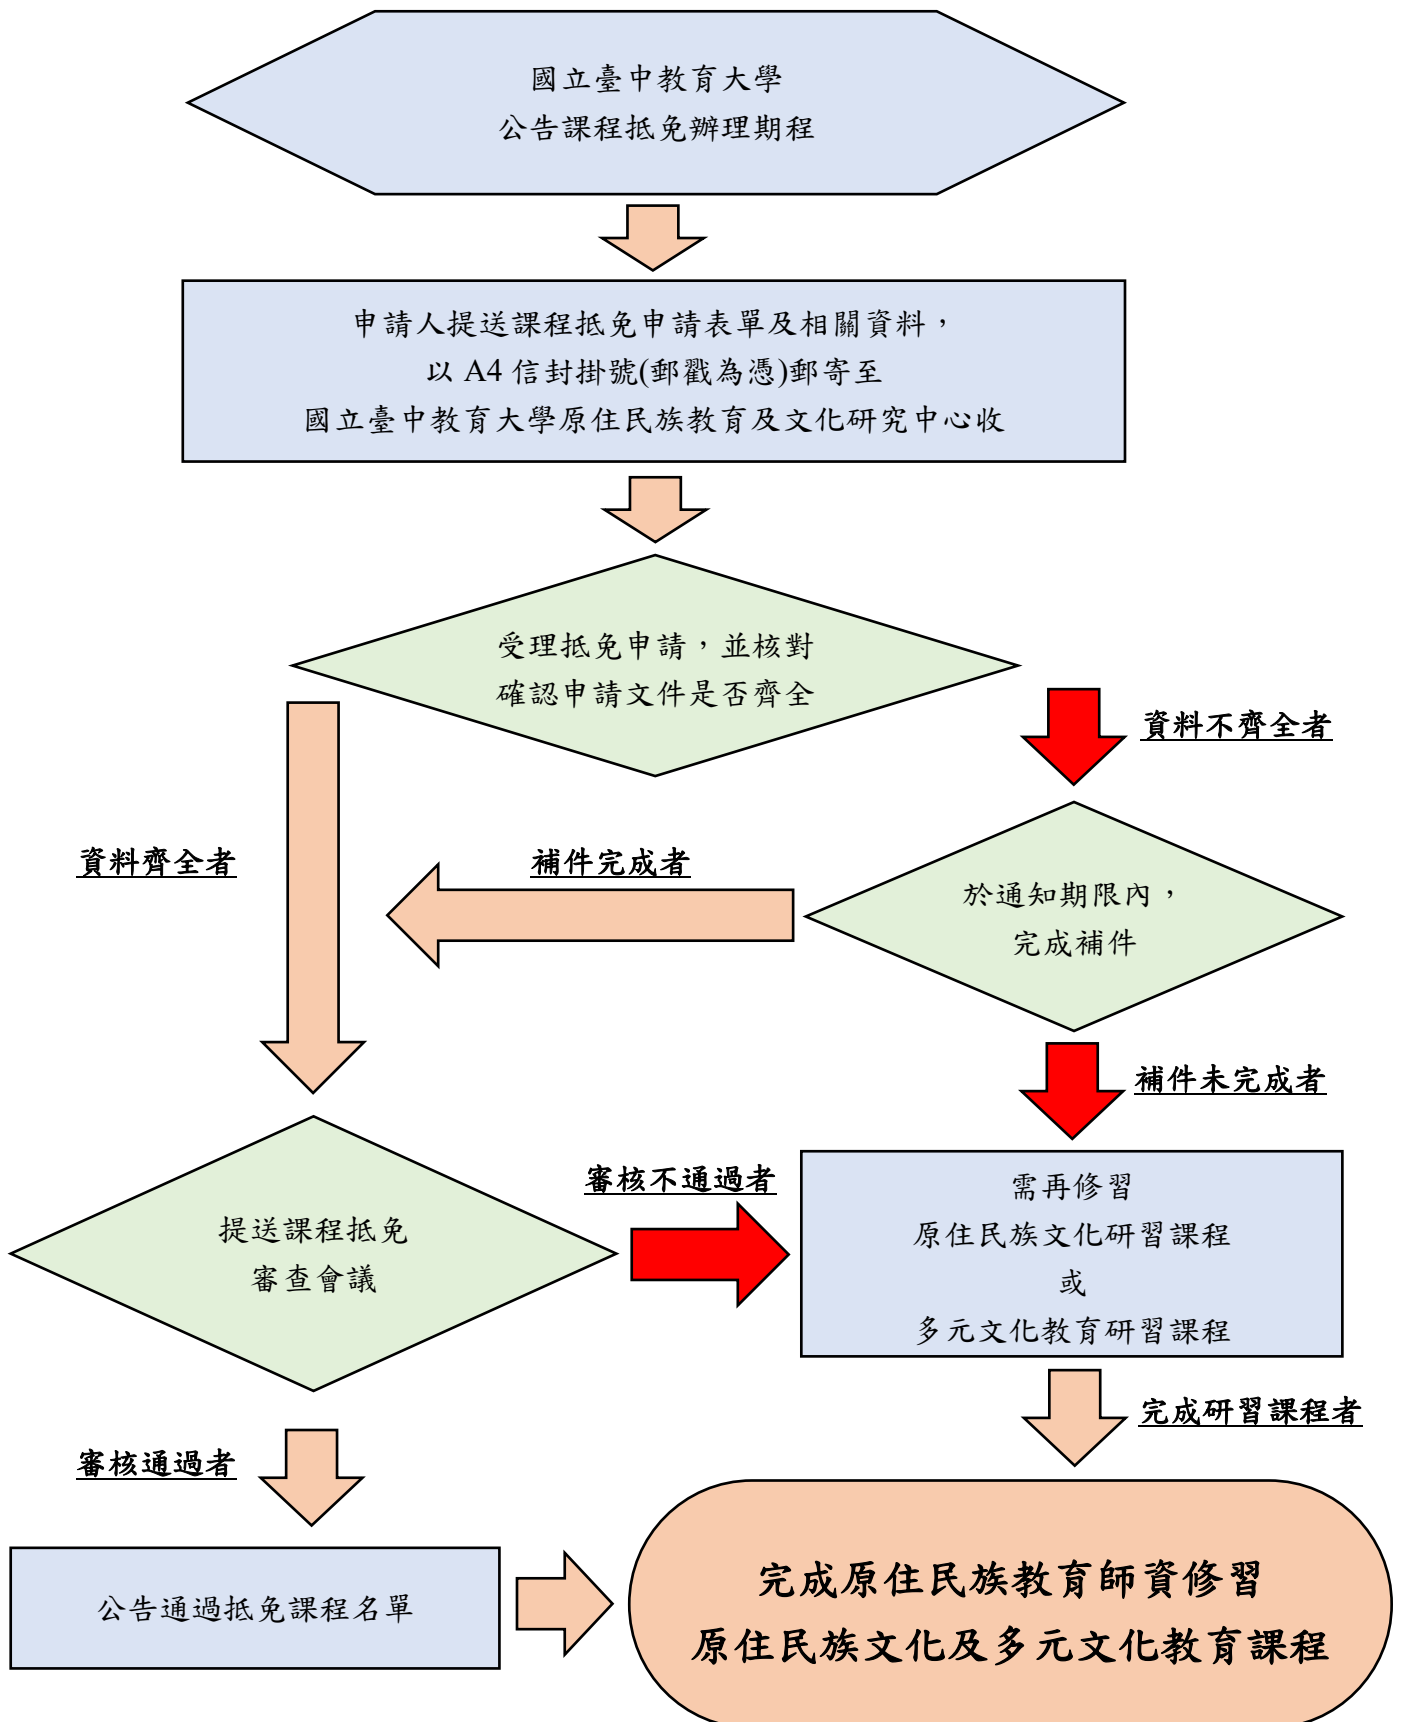 國立臺中教育大學
公告課程抵免辦理期程
申請人提送課程抵免申請表單及相關資料，
以 A4 信封掛號(郵戳為憑)郵寄至
國立臺中教育大學原住民族教育及文化研究中心收
受理抵免申請，並核對
確認申請文件是否齊全
資料不齊全者
資料齊全者
補件完成者
於通知期限內，
完成補件
補件未完成者
審核不通過者
需再修習
原住民族文化研習課程
或
多元文化教育研習課程
提送課程抵免
審查會議
完成研習課程者
審核通過者
公告通過抵免課程名單
完成原住民族教育師資修習
原住民族文化及多元文化教育課程